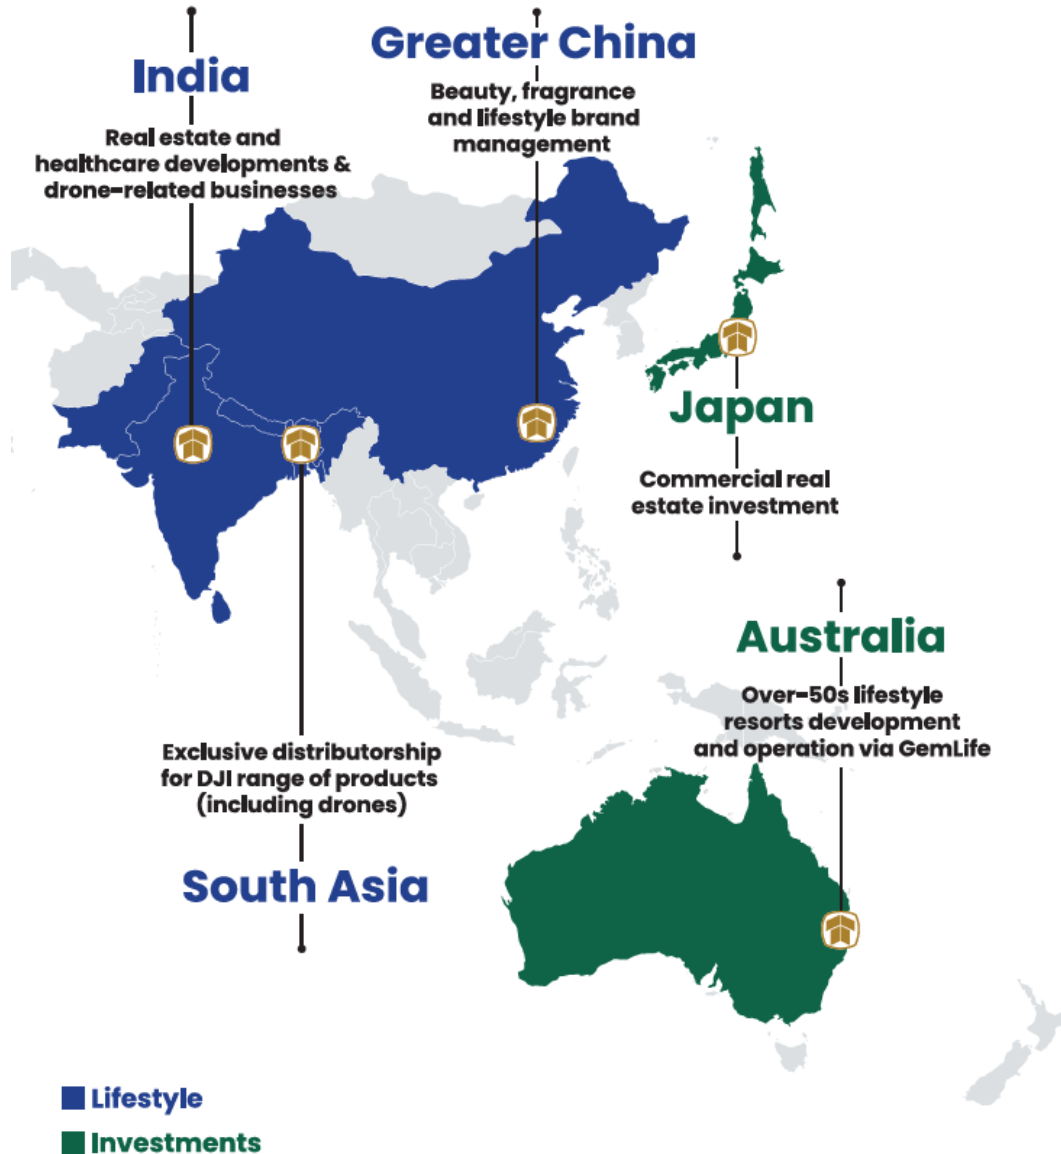 India
Real estate and
healthcare developments &
drone-related businesses
Greater China
Beauty, fragrance
and lifestyle brand
management
Japan
Commercial real
estate investment
Australia
Over-50s lifestyle
resorts development
and operation via GemLife
Exclusive distributorship
for DJI range of products
(including drones)
South Asia
Lifestyle
Investments